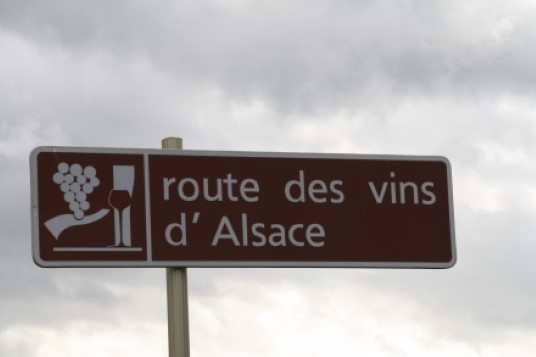 route des vins
d' Alsace